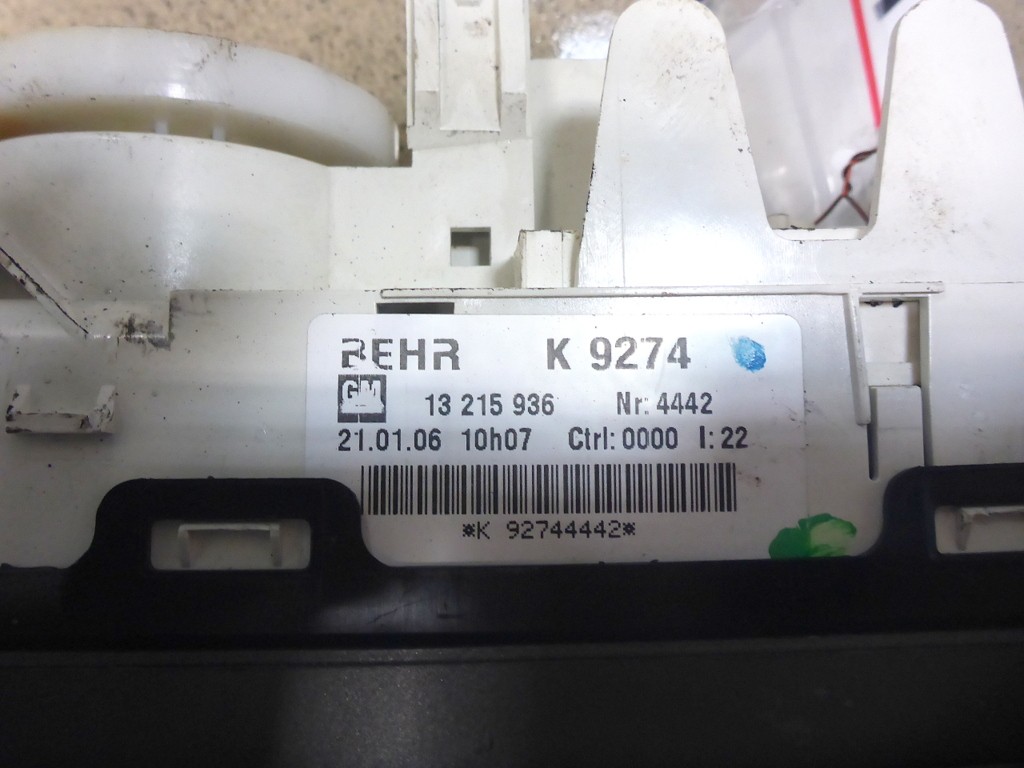 BEHR K 9274
GM
13 215 936 Nr: 4442
21.01.06 10h07 Ctrl: 0000 I: 22
*K 92744442*